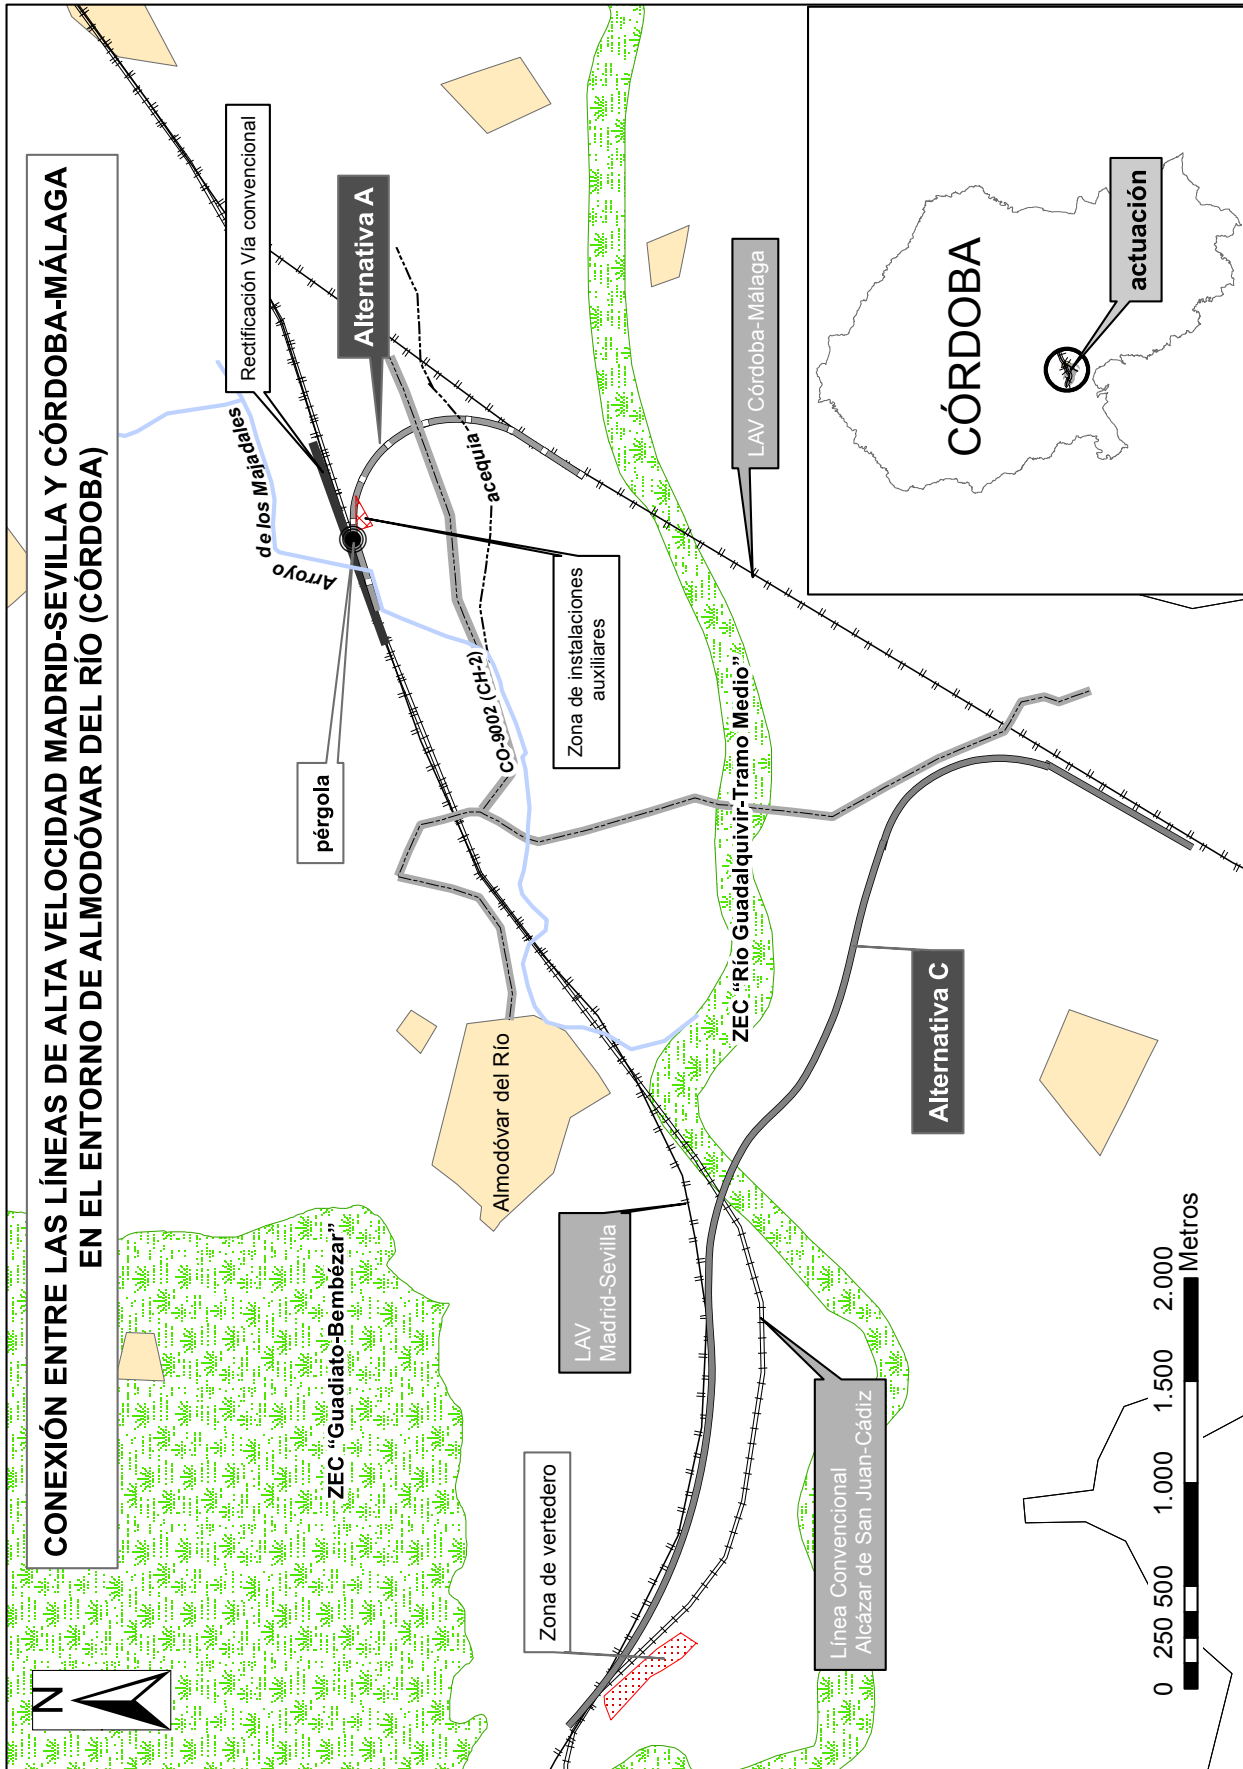 CONEXIÓN ENTRE LAS LÍNEAS DE ALTA VELOCIDAD MADRID-SEVILLA Y CÓRDOBA-MÁLAGA
EN EL ENTORNO DE ALMODÓVAR DEL RÍO (CÓRDOBA)
N
ZEC “Guadiato-Bembézar”
Rectificación Vía convencional
Alternativa A
Arroyo
de los Majadales
pérgola
acequia
CO-9002 (CH-2)
Zona de instalaciones
auxiliares
Almodóvar del Río
LAV
Madrid-Sevilla
Zona de vertedero
ZEC “Río Guadalquivir-Tramo Medio”
LAV Córdoba-Málaga
Línea Convencional
Alcázar de San Juan-Cádiz
Alternativa C
CÓRDOBA
actuación
0 250 500 1.000 1.500 2.000
Metros